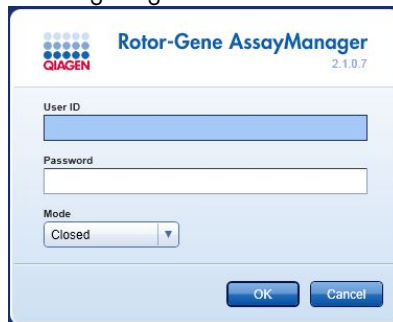 QIAGEN
Rotor-Gene AssayManager
2.1.0.7
User ID
Password
Mode
Closed
OK Cancel